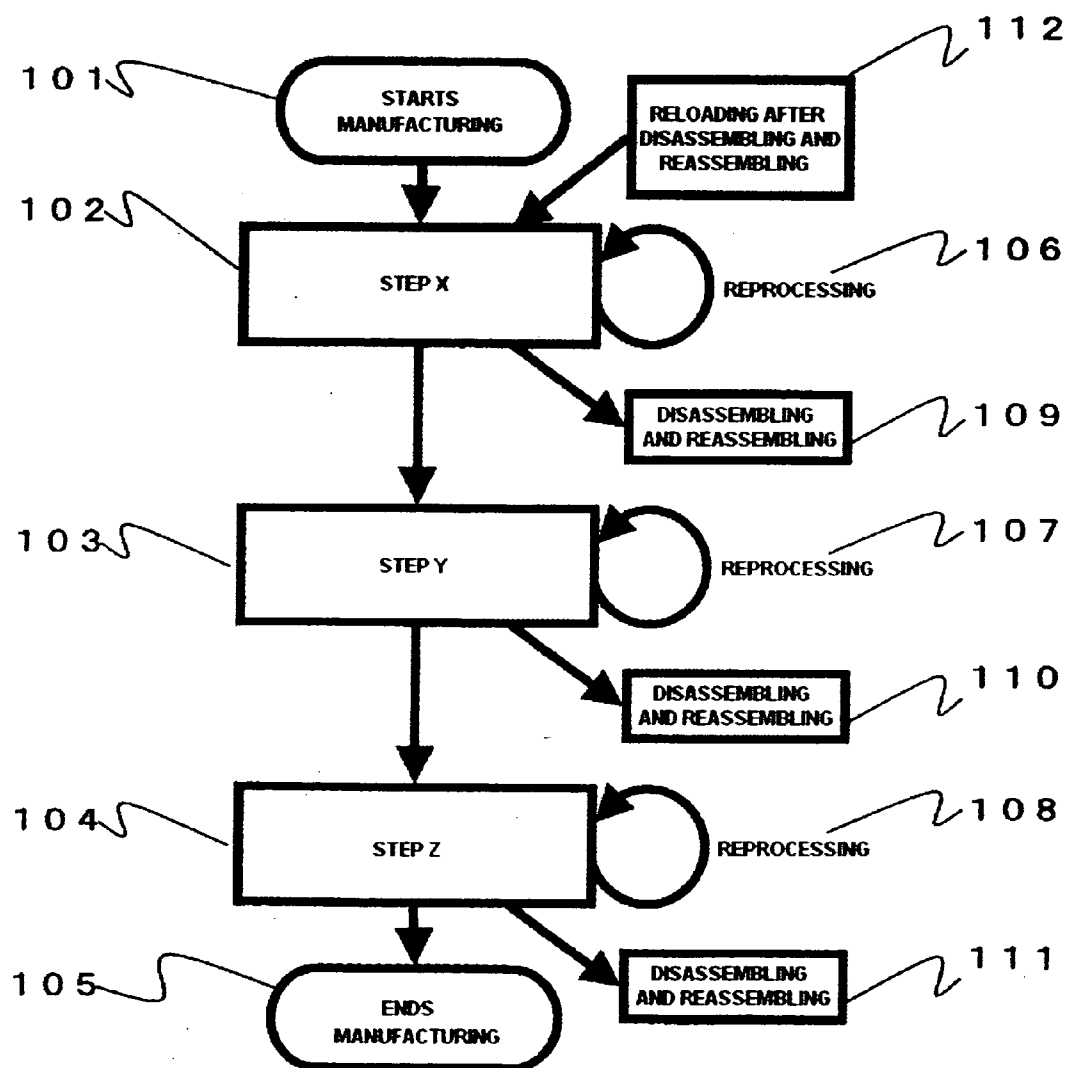 112
101
STARTS
MANUFACTURING
RELOADING AFTER
DISASSEMBLING AND
REASSEMBLING
102
STEP X
106
REPROCESSING
DISASSEMBLING
AND REASSEMBLING
109
103
STEP Y
107
REPROCESSING
DISASSEMBLING
AND REASSEMBLING
110
104
STEP Z
108
REPROCESSING
DISASSEMBLING
AND REASSEMBLING
111
105
ENDS
MANUFACTURING